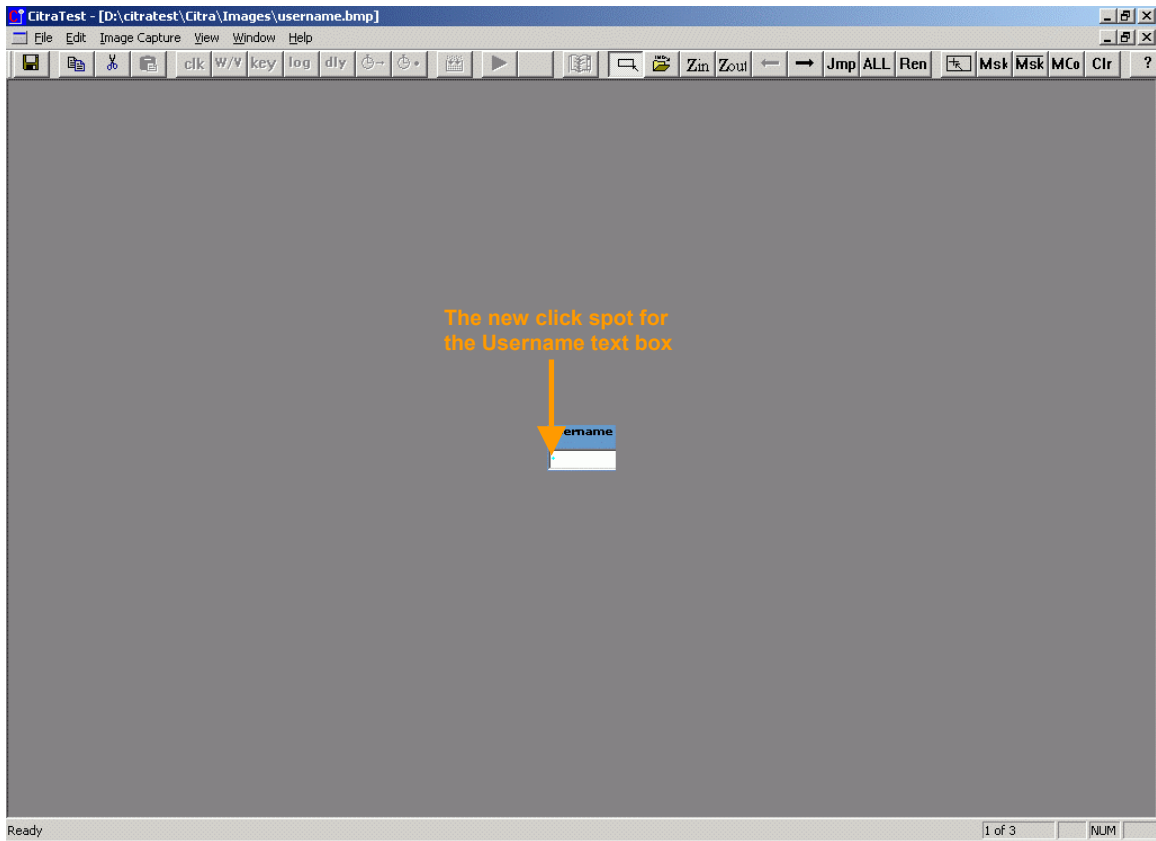 CitraTest - [D:\citratest\Citra\Images\username.bmp]
File Edit Image Capture View Window Help
clk W/V key log dly Zin Zout Jmp ALL Ren Msk Msk MCo Clr ?
The new click spot for
the Username text box
ername
Ready 1 of 3 NUM